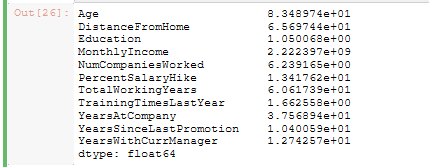 Out[26]: Age 8.348974e+01
DistanceFromHome 6.569744e+01
Education 1.050068e+00
MonthlyIncome 2.222397e+09
NumCompaniesWorked 6.239165e+00
PercentSalaryHike 1.341762e+01
TotalWorkingYears 6.061739e+01
TrainingTimesLastYear 1.662558e+00
YearsAtCompany 3.756894e+01
YearsSinceLastPromotion 1.040059e+01
YearsWithCurrManager 1.274257e+01
dtype: float64